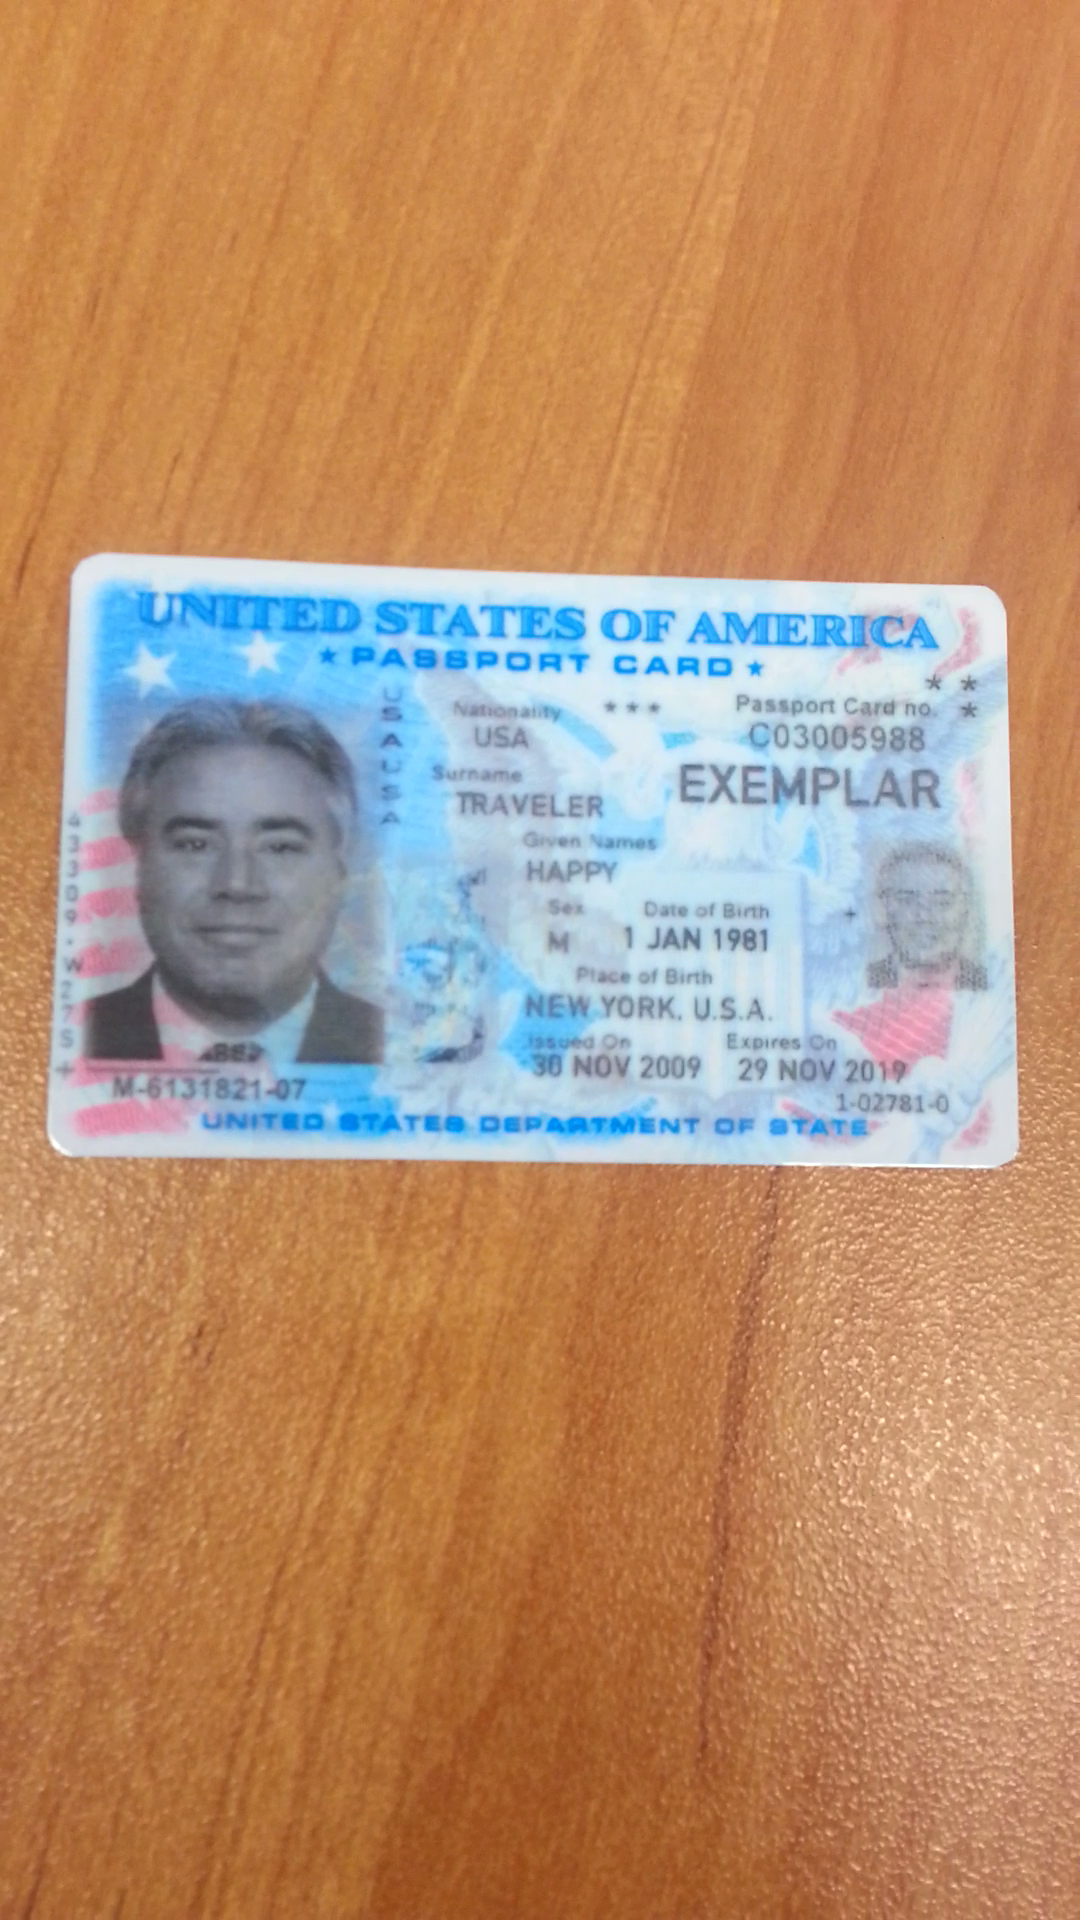 UNITED STATES OF AMERICA
★ PASSPORT CARD ★
USAUSA
Nationality * * * Passport Card no.
USA C03005988
Surname EXEMPLAR
TRAVELER
Given Names
HAPPY
Sex Date of Birth
M 1 JAN 1981
Place of Birth
NEW YORK, U.S.A.
Issued On Expires On
30 NOV 2009 29 NOV 2019
M-6131821-07 1-02781-0
UNITED STATES DEPARTMENT OF STATE